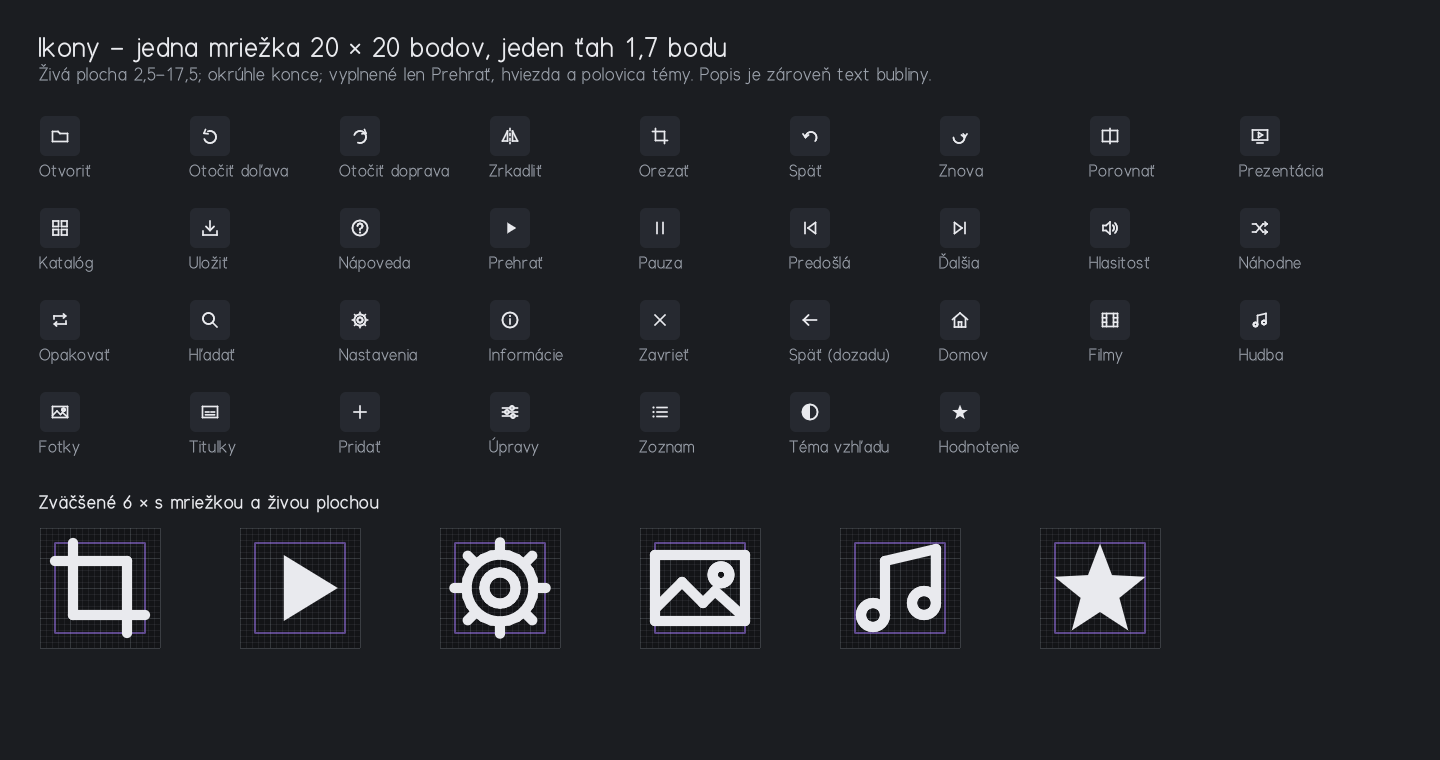 Ikony – jedna mriežka 20 × 20 bodov, jeden ťah 1,7 bodu
Živá plocha 2,5–17,5; okrúhle konce; vyplnené len Prehrať, hviezda a polovica témy. Popis je zároveň text bubliny.
Otvoriť Otočiť doľava Otočiť doprava Zrkadliť Orezať Späť Znova Porovnať Prezentácia
Katalóg Uložiť Nápoveda Prehrať Pauza Predošlá Ďalšia Hlasitosť Náhodne
Opakovať Hľadať Nastavenia Informácie Zavrieť Späť (dozadu) Domov Filmy Hudba
Fotky Titulky Pridať Úpravy Zoznam Téma vzhľadu Hodnotenie
Zväčšené 6 × s mriežkou a živou plochou